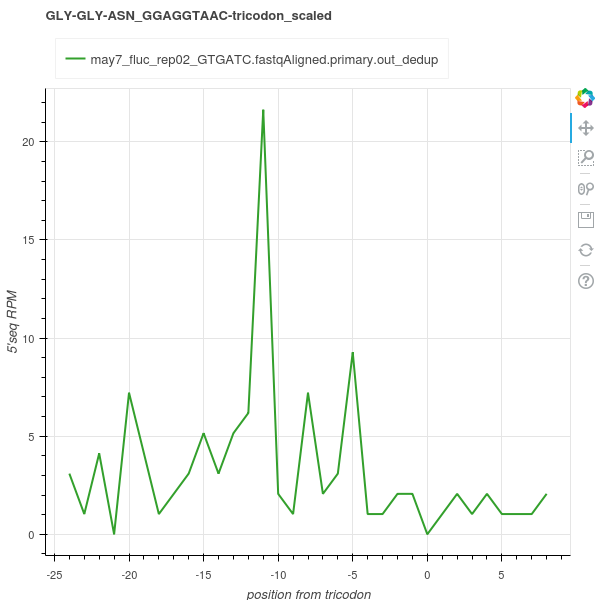 GLY-GLY-ASN_GGAGGTAAC-tricodon_scaled
may7_fluc_rep02_GTGATC.fastqAligned.primary.out_dedup
20
15
10
5
0
5'seq RPM
-25 -20 -15 -10 -5 0 5
position from tricodon